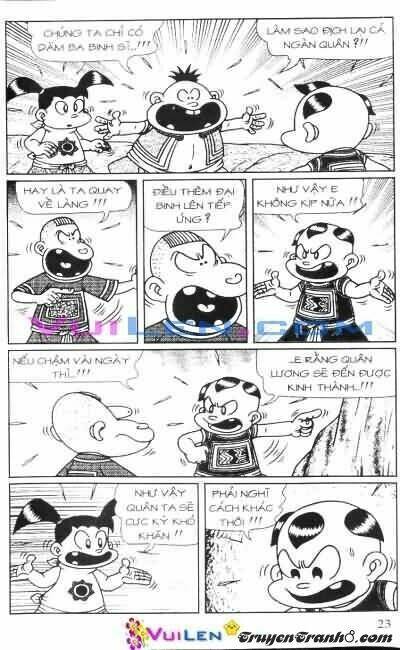 CHÚNG TA CHỈ CÓ
DĂM BA BINH SĨ..!!!
LÀM SAO ĐỊCH LẠI CẢ
NGÀN QUÂN ?!!
HAY LÀ TA QUAY
VỀ LÀNG !!!
ĐỀU THÊM ĐẠI
BINH LÊN TIẾP
ỨNG ?
NHƯ VẬY E
KHÔNG KỊP NỮA !!!
VUILEN.COM
NẾU CHẬM VÀI NGÀY
THÌ...!!!
..E RẰNG QUÂN
LƯƠNG SẼ ĐẾN ĐƯỢC
KINH THÀNH..!!!
NHƯ VẬY
QUÂN TA SẼ
CỰC KỲ KHÓ
KHĂN !!!
PHẢI NGHĨ
CÁCH KHÁC
THÔI !!!
23
VUILEN
TruyenTranh8.com